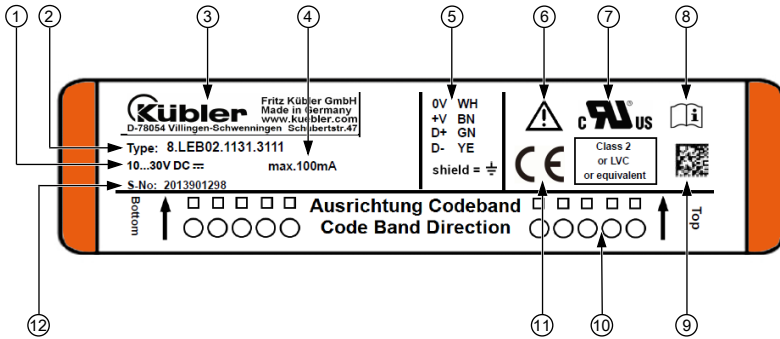 ① ② ③ ④ ⑤ ⑥ ⑦ ⑧
Kübler
Fritz Kübler GmbH
Made in Germany
www.kuebler.com
D-78054 Villingen-Schwenningen Schubertstr.47
Type: 8.LEB02.1131.3111
10...30V DC ⎓ max.100mA
S-No: 2013901298
0V WH
+V BN
D+ GN
D- YE
shield = ⏚
c RU US
i
CE
Class 2
or LVC
or equivalent
Bottom
Ausrichtung Codeband
Code Band Direction
Top
⑫ ⑪ ⑩ ⑨